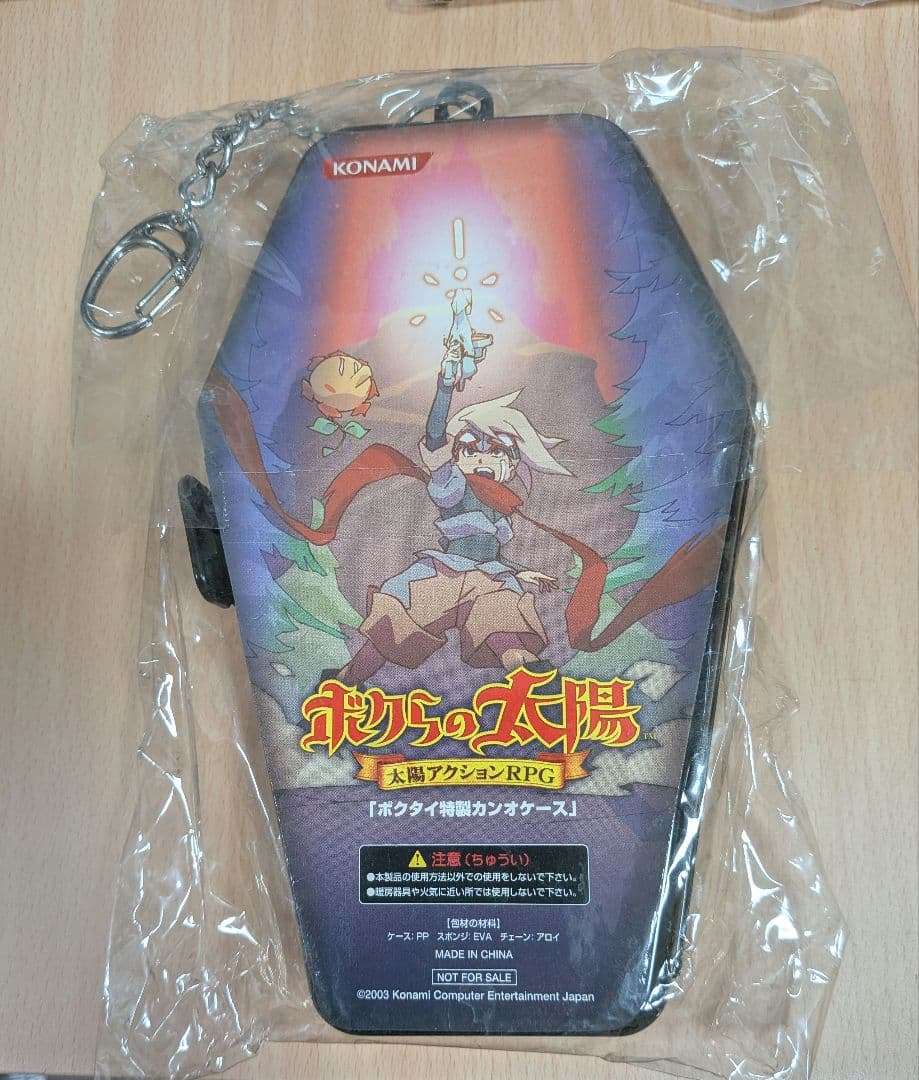 KONAMI
ボクらの太陽
TM
太陽アクションRPG
「ボクタイ特製カンオケース」
注意(ちゅうい)
●本製品の使用方法以外での使用をしないで下さい。
●暖房器具や火気に近い所では使用しないで下さい。
【包材の材料】
ケース: PP スポンジ: EVA チェーン: アロイ
MADE IN CHINA
NOT FOR SALE
©2003 Konami Computer Entertainment Japan